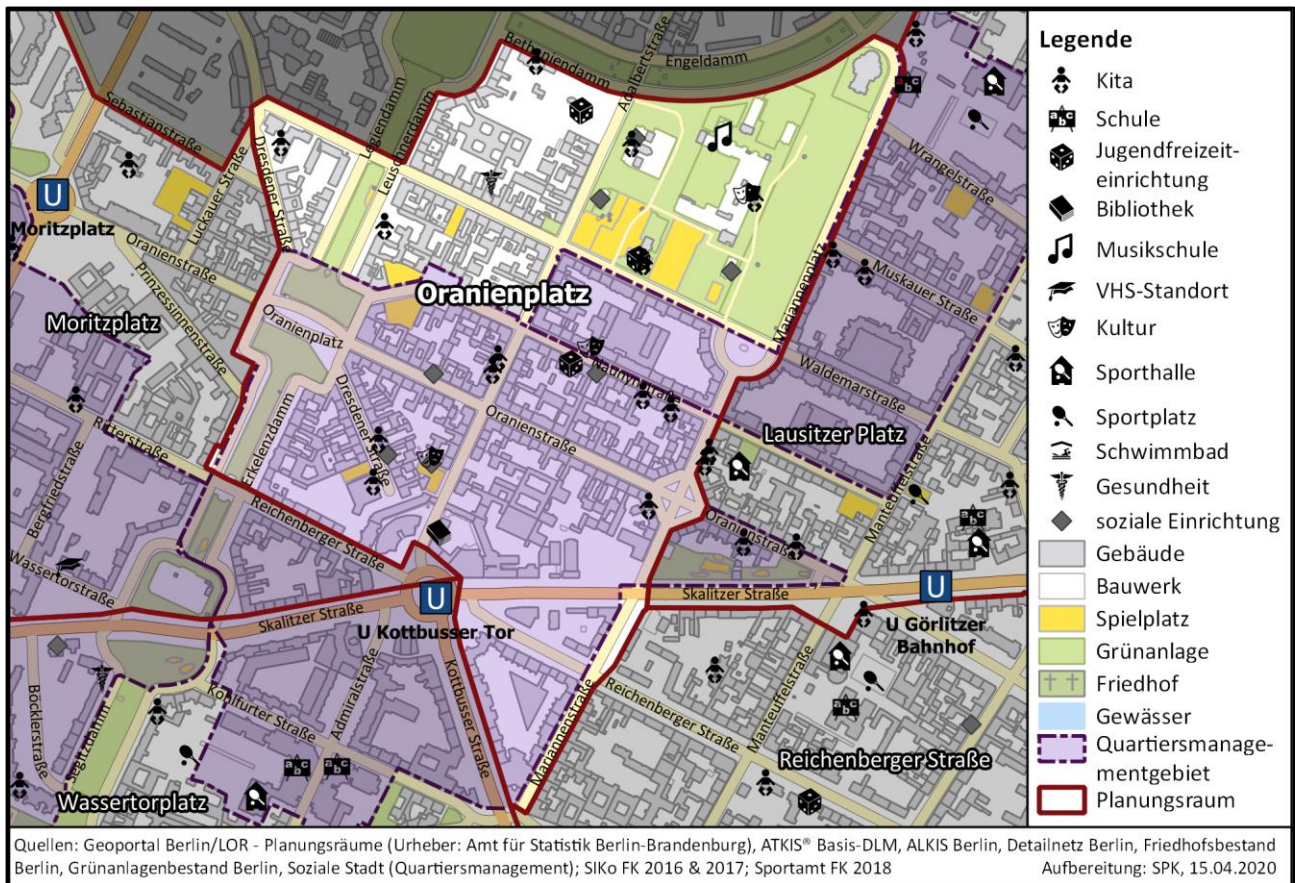 Bethaniendamm
Engeldamm
Adalbertstraße
Legiendamm
Leuschnerdamm
Sebastianstraße
Dresdener Straße
Luckauer Straße
Wrangelstraße
U
Moritzplatz
Oranienstraße
Prinzessinnenstraße
Muskauer Straße
Mariannenplatz
Oranienplatz
Moritzplatz
Oranienplatz
Naunynstraße
Waldemarstraße
Dresdener Straße
Oranienstraße
Erkelenzdamm
Ritterstraße
Lausitzer Platz
Manteuffelstraße
Bergfriedstraße
Reichenberger Straße
Oranienstraße
Wassertorstraße
U
Skalitzer Straße
U
Skalitzer Straße
U Kottbusser Tor
U Görlitzer
Bahnhof
Böcklerstraße
Segitzdamm
Kohlfurter Straße
Admiralstraße
Kottbusser Straße
Mariannenstraße
Reichenberger Straße
Manteuffelstraße
Reichenberger Straße
Wassertorplatz
Legende
Kita
abc
Schule
Jugendfreizeit-
einrichtung
Bibliothek
Musikschule
VHS-Standort
Kultur
Sporthalle
Sportplatz
Schwimmbad
Gesundheit
soziale Einrichtung
Gebäude
Bauwerk
Spielplatz
Grünanlage
Friedhof
Gewässer
Quartiersmanage-
mentgebiet
Planungsraum
Quellen: Geoportal Berlin/LOR - Planungsräume (Urheber: Amt für Statistik Berlin-Brandenburg), ATKIS® Basis-DLM, ALKIS Berlin, Detailnetz Berlin, Friedhofsbestand
Berlin, Grünanlagenbestand Berlin, Soziale Stadt (Quartiersmanagement); SIKo FK 2016 & 2017; Sportamt FK 2018 Aufbereitung: SPK, 15.04.2020